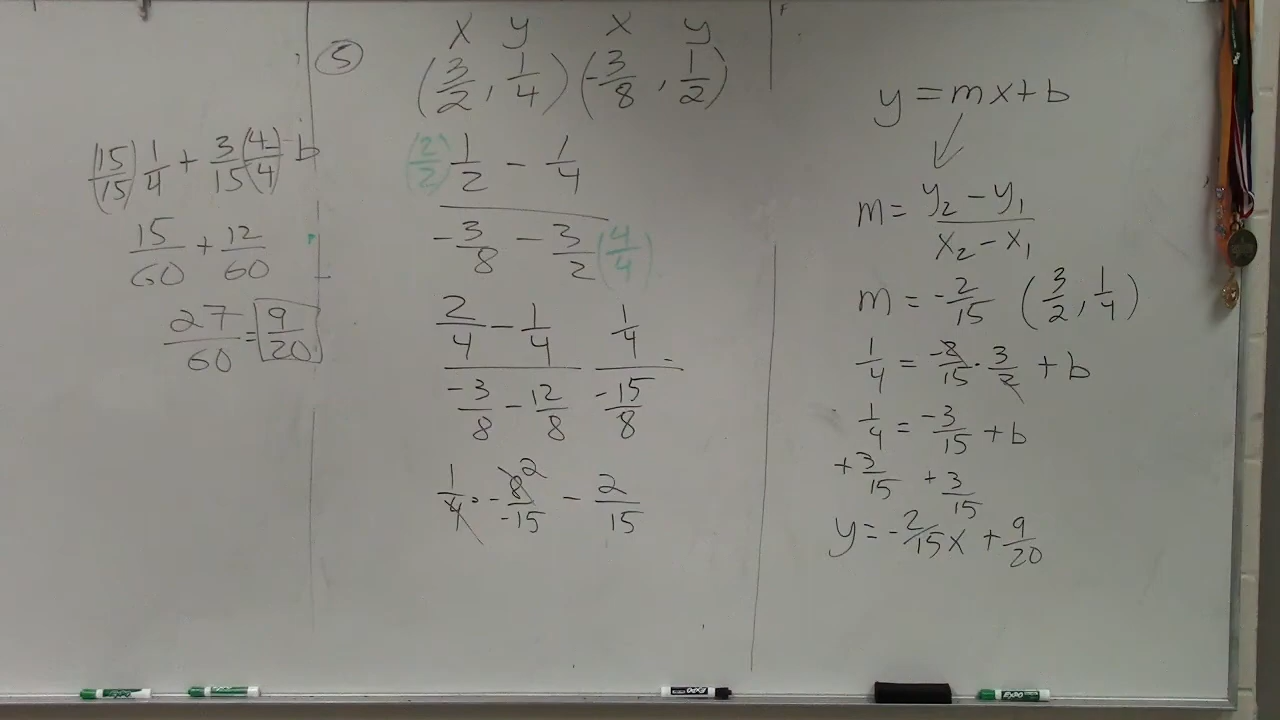 (15/15) 1/4 + 3/15 (4/4) = b
15/60 + 12/60
27/60 = 9/20
5
x y x y
(3/2, 1/4) (-3/8, 1/2)
(2/2) 1/2 - 1/4
-3/8 - 3/2 (4/4)
2/4 - 1/4 1/4
-3/8 - 12/8 -15/8
1/4 · -8/-15 2 - 2/15
y = mx + b
m = y₂ - y₁
x₂ - x₁
m = -2/15 (3/2, 1/4)
1/4 = -2/15 · 3/2 + b
1/4 = -3/15 + b
+3/15 +3/15
y = -2/15x + 9/20
EXPO
EXPO